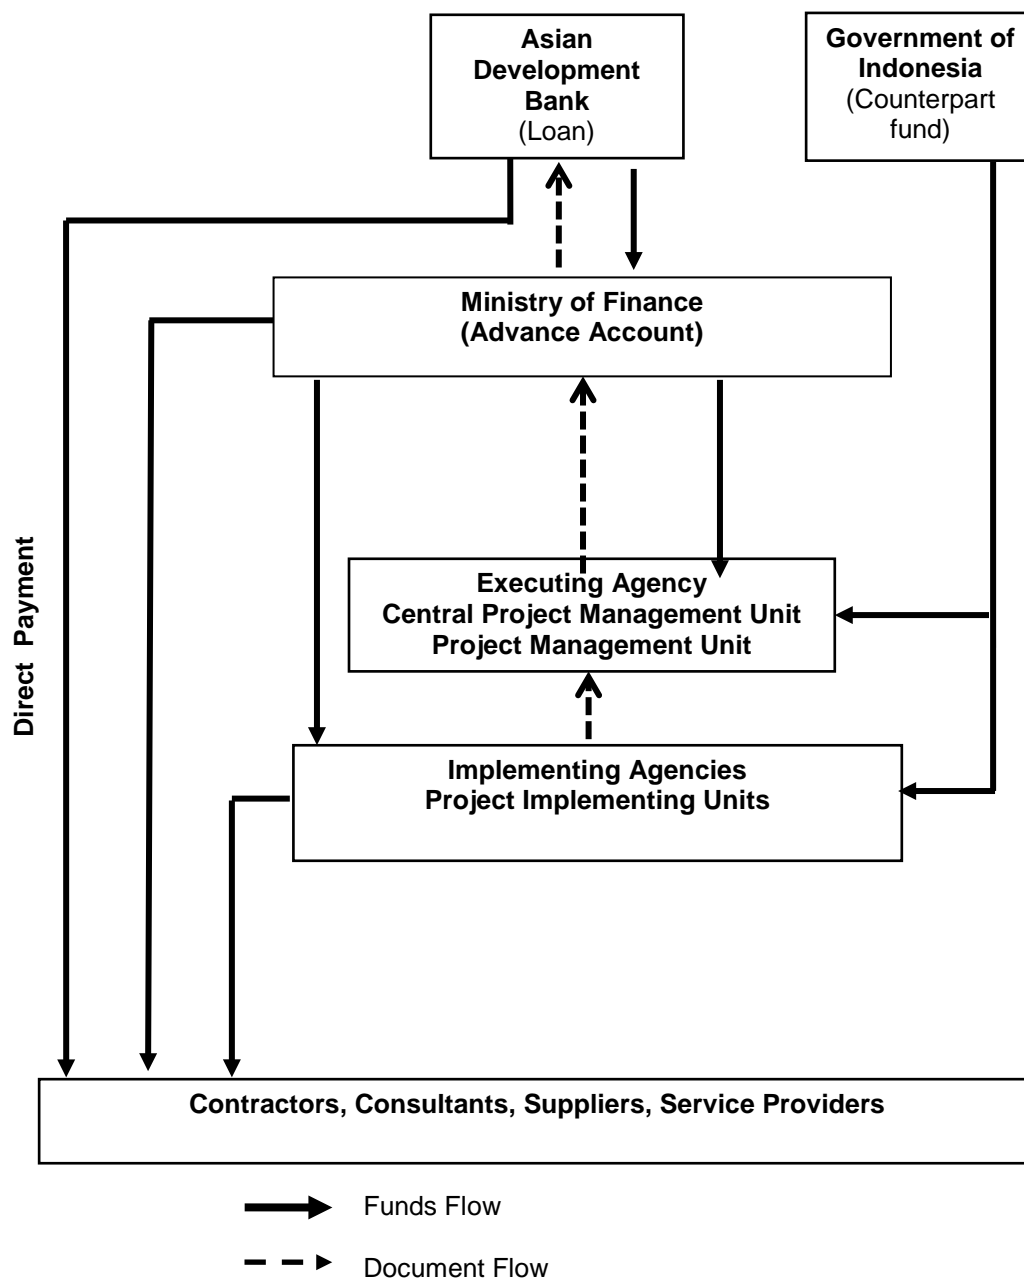 Asian
Development
Bank
(Loan)
Government of
Indonesia
(Counterpart
fund)
Ministry of Finance
(Advance Account)
Direct Payment
Executing Agency
Central Project Management Unit
Project Management Unit
Implementing Agencies
Project Implementing Units
Contractors, Consultants, Suppliers, Service Providers
Funds Flow
Document Flow